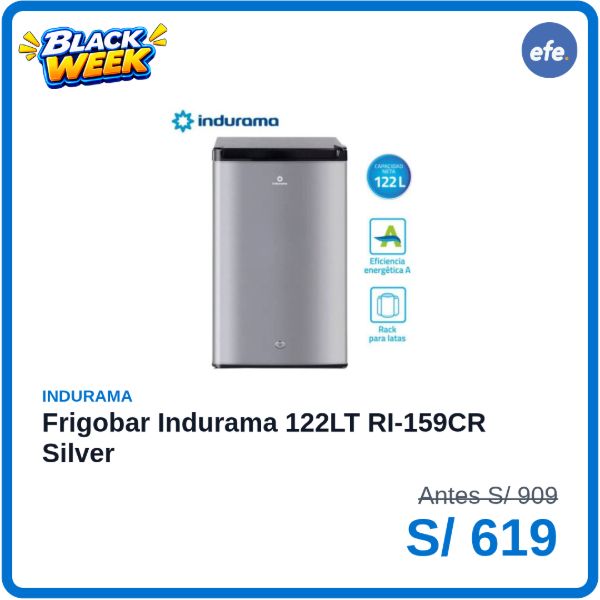 BLACK
WEEK
efe.
indurama
indurama
CAPACIDAD
NETA
122 L
A
Eficiencia
energética A
Rack
para latas
INDURAMA
Frigobar Indurama 122LT RI-159CR
Silver
Antes S/ 909
S/ 619